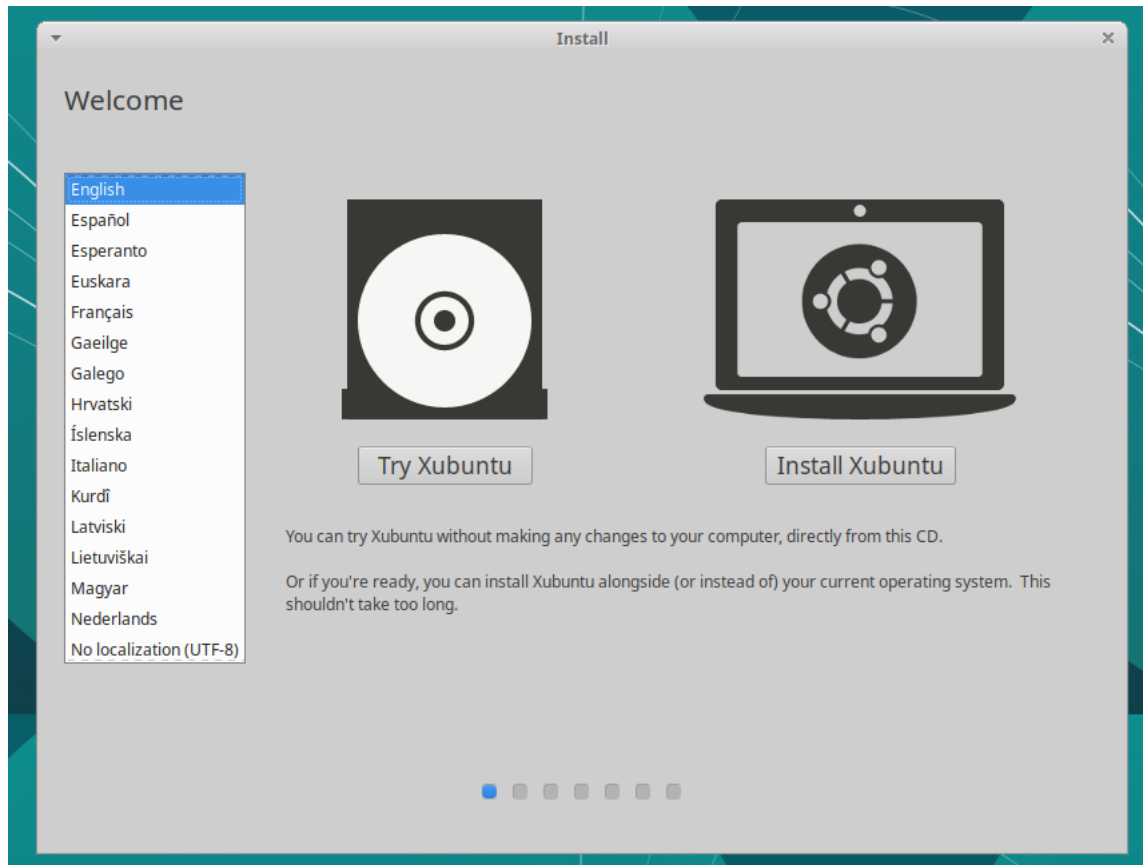 Install
Welcome
English
Español
Esperanto
Euskara
Français
Gaeilge
Galego
Hrvatski
Íslenska
Italiano
Kurdî
Latviski
Lietuviškai
Magyar
Nederlands
No localization (UTF-8)
Try Xubuntu
Install Xubuntu
You can try Xubuntu without making any changes to your computer, directly from this CD.
Or if you're ready, you can install Xubuntu alongside (or instead of) your current operating system.  This
shouldn't take too long.